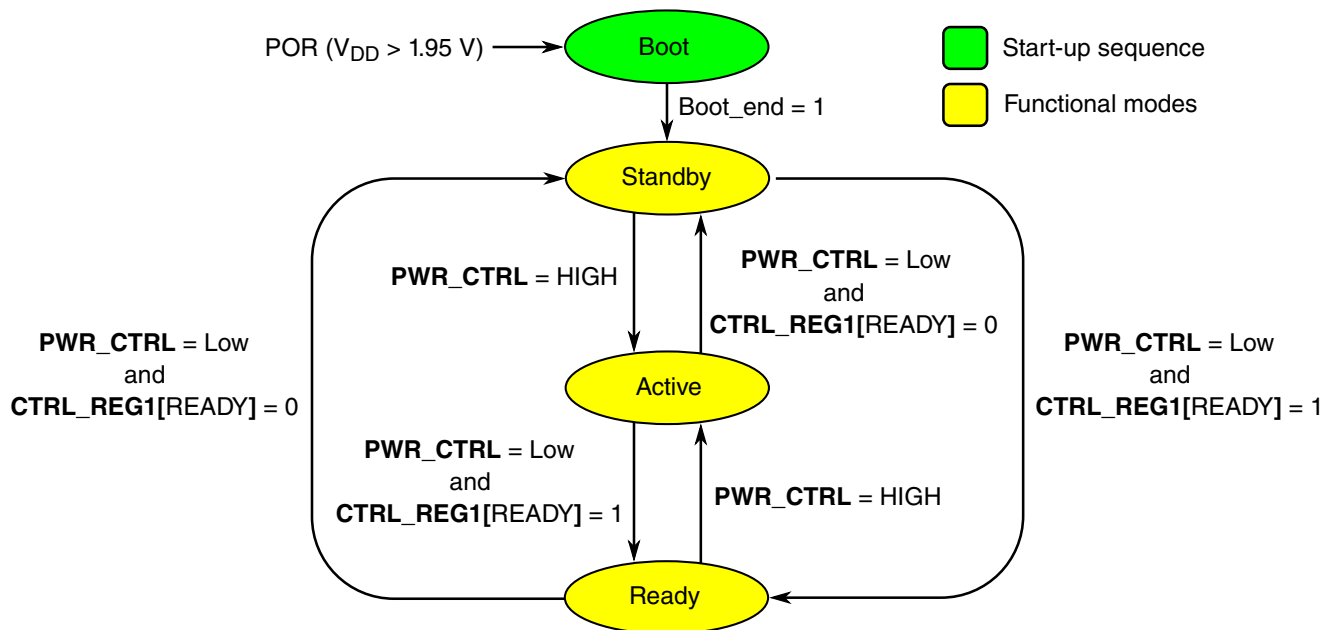 POR (VDD > 1.95 V)
Boot
Start-up sequence
Functional modes
Boot_end = 1
Standby
PWR_CTRL = HIGH
PWR_CTRL = Low
and
CTRL_REG1[READY] = 0
PWR_CTRL = Low
and
CTRL_REG1[READY] = 0
PWR_CTRL = Low
and
CTRL_REG1[READY] = 1
Active
PWR_CTRL = Low
and
CTRL_REG1[READY] = 1
PWR_CTRL = HIGH
Ready